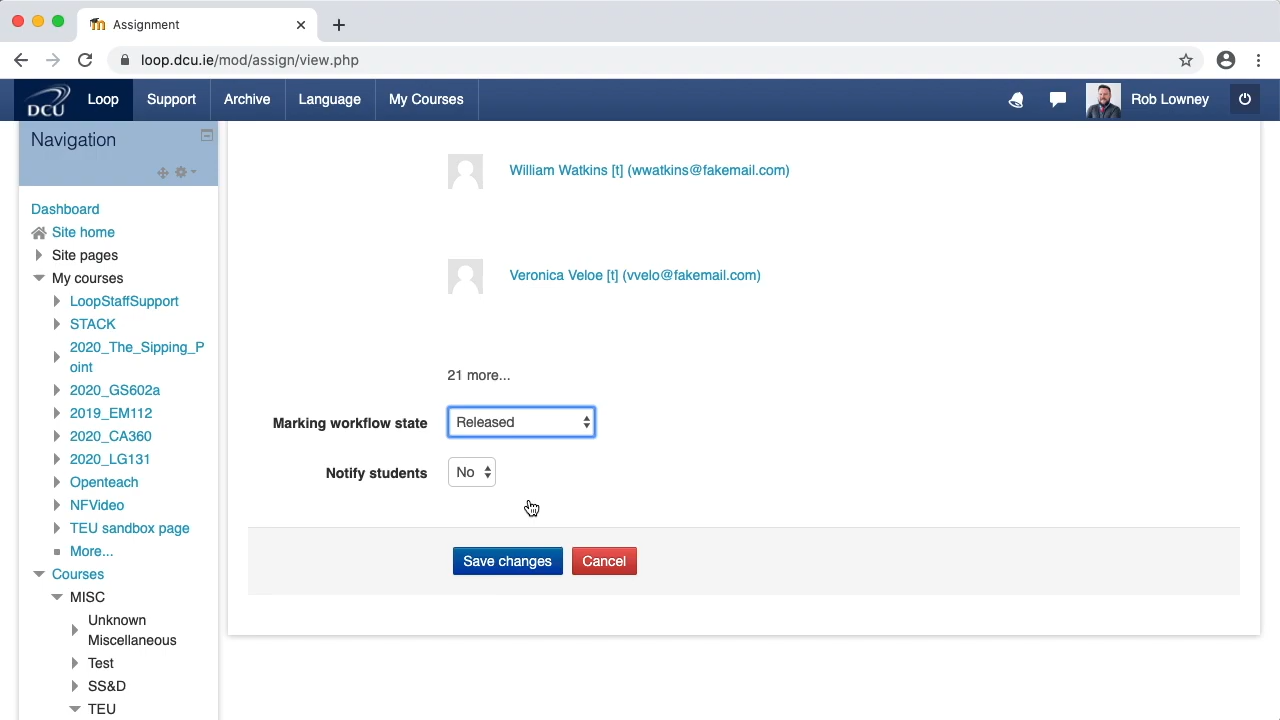 Assignment
loop.dcu.ie/mod/assign/view.php
DCU
Loop
Support
Archive
Language
My Courses
Rob Lowney
Navigation
Dashboard
Site home
Site pages
My courses
LoopStaffSupport
STACK
2020_The_Sipping_P
oint
2020_GS602a
2019_EM112
2020_CA360
2020_LG131
Openteach
NFVideo
TEU sandbox page
More...
Courses
MISC
Unknown
Miscellaneous
Test
SS&D
TEU
William Watkins [t] (wwatkins@fakemail.com)
Veronica Veloe [t] (vvelo@fakemail.com)
21 more...
Marking workflow state
Released
Notify students
No
Save changes
Cancel